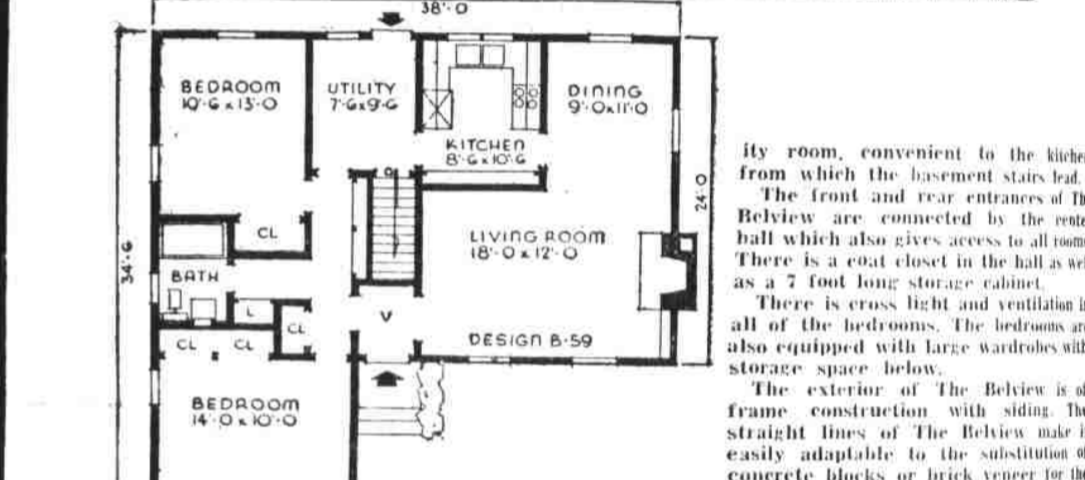 38'-0
BEDROOM
10'-6 x 13'-0
UTILITY
7'-6 x 9'-6
DINING
9'-0 x 11'-0
KITCHEN
8'-6 x 10'-6
24'-0
34'-6
CL
LIVING ROOM
18'-0 x 12'-0
BATH
L
CL
V
CL
CL
DESIGN B-59
BEDROOM
14'-0 x 10'-0
ity room, convenient to the kitchen
from which the basement stairs lead.
The front and rear entrances of Th
Belview are connected by the cente
hall which also gives access to all rooms
There is a coat closet in the hall as wel
as a 7 foot long storage cabinet.
There is cross light and ventilation i
all of the bedrooms. The bedrooms are
also equipped with large wardrobes with
storage space below.
The exterior of The Belview is of
frame construction with siding. The
straight lines of The Belview make i
easily adaptable to the substitution of
concrete blocks or brick veneer for the